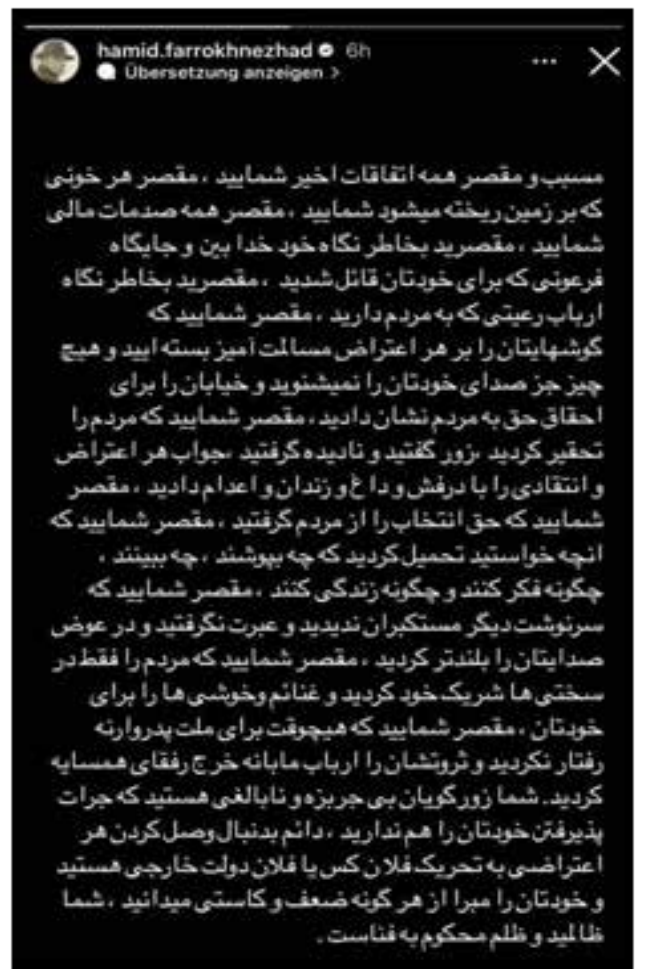 hamid.farrokhnezhad 6h
Übersetzung anzeigen >
مسبب و مقصر همه اتفاقات اخیر شمایید ، مقصر هر خونی
که بر زمین ریخته میشود شمایید ، مقصر همه صدمات مالی
شمایید ، مقصرید بخاطر نگاه خود خدا بین و جایگاه
فرعونی که برای خودتان قائل شدید ، مقصرید بخاطر نگاه
ارباب رعیتی که به مردم دارید ، مقصر شمایید که
گوشهایتان را بر هر اعتراض مسالمت آمیز بسته ایید و هیچ
چیز جز صدای خودتان را نمیشنوید و خیابان را برای
احقاق حق به مردم نشان دادید ، مقصر شمایید که مردم را
تحقیر کردید ،زور گفتید و نادیده گرفتید ،جواب هر اعتراض
و انتقادی را با درفش و داغ و زندان و اعدام دادید ، مقصر
شمایید که حق انتخاب را از مردم گرفتید ، مقصر شمایید که
انچه خواستید تحمیل کردید که چه بپوشند ، چه ببینند ،
چگونه فکر کنند و چگونه زندگی کنند ، مقصر شمایید که
سرنوشت دیگر مستکبران ندیدید و عبرت نگرفتید و در عوض
صدایتان را بلندتر کردید ، مقصر شمایید که مردم را فقط در
سختی ها شریک خود کردید و غنائم وخوشی ها را برای
خودتان ، مقصر شمایید که هیچوقت برای ملت پدروارنه
رفتار نکردید و ثروتشان را ارباب مابانه خرج رفقای همسایه
کردید. شما زورگویان بی جربزه و نابالغی هستید که جرات
پذیرفتن خودتان را هم ندارید ، دائم بدنبال وصل کردن هر
اعتراضی به تحریک فلان کس یا فلان دولت خارجی هستید
و خودتان را مبرا از هر گونه ضعف و کاستی میدانید ، شما
ظالمید و ظلم محکوم به فناست .